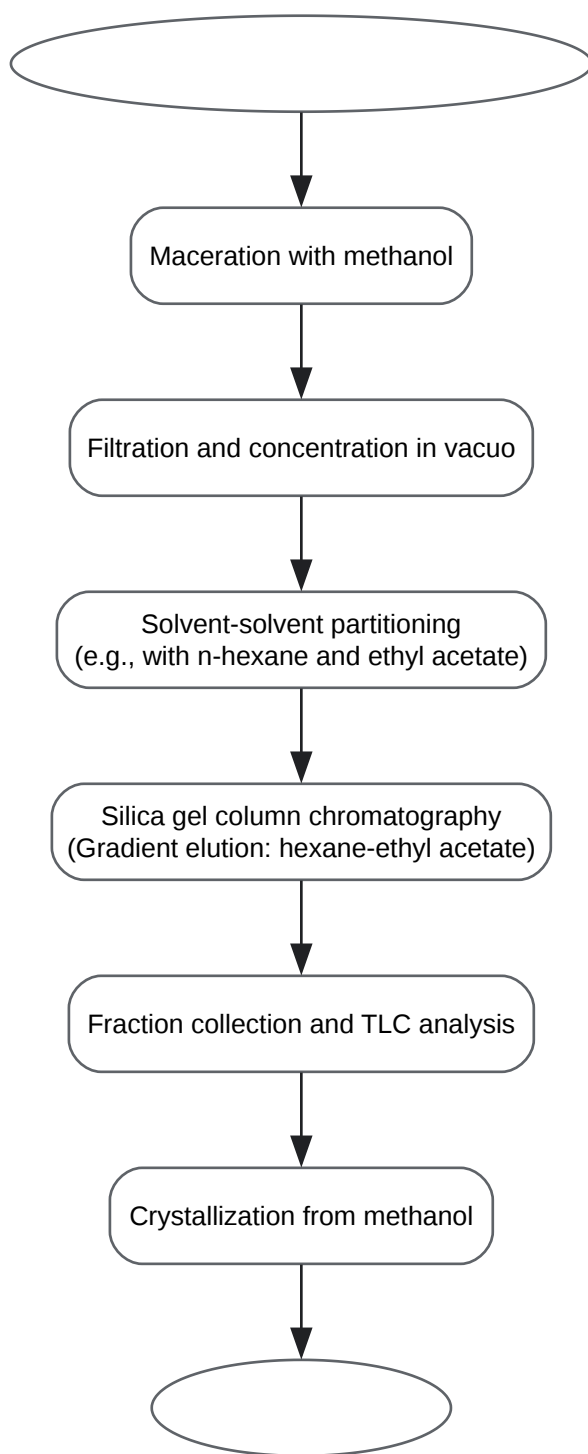 Maceration with methanol
Filtration and concentration in vacuo
Solvent-solvent partitioning
(e.g., with n-hexane and ethyl acetate)
Silica gel column chromatography
(Gradient elution: hexane-ethyl acetate)
Fraction collection and TLC analysis
Crystallization from methanol